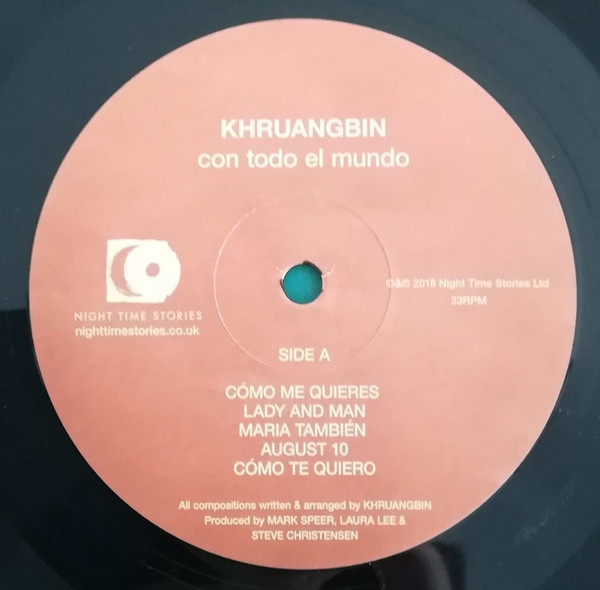 KHRUANGBIN
con todo el mundo
NIGHT TIME STORIES
nighttimestories.co.uk
©&℗ 2018 Night Time Stories Ltd
33RPM
SIDE A
CÓMO ME QUIERES
LADY AND MAN
MARIA TAMBIÉN
AUGUST 10
CÓMO TE QUIERO
All compositions written & arranged by KHRUANGBIN
Produced by MARK SPEER, LAURA LEE &
STEVE CHRISTENSEN